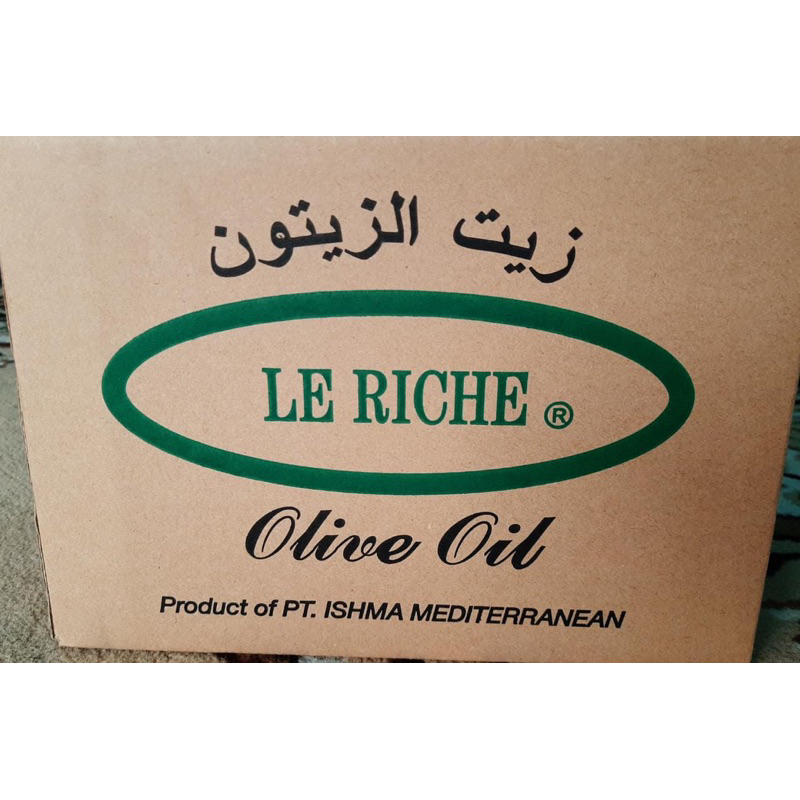 زيت الزيتون
LE RICHE ®
Olive Oil
Product of PT. ISHMA MEDITERRANEAN